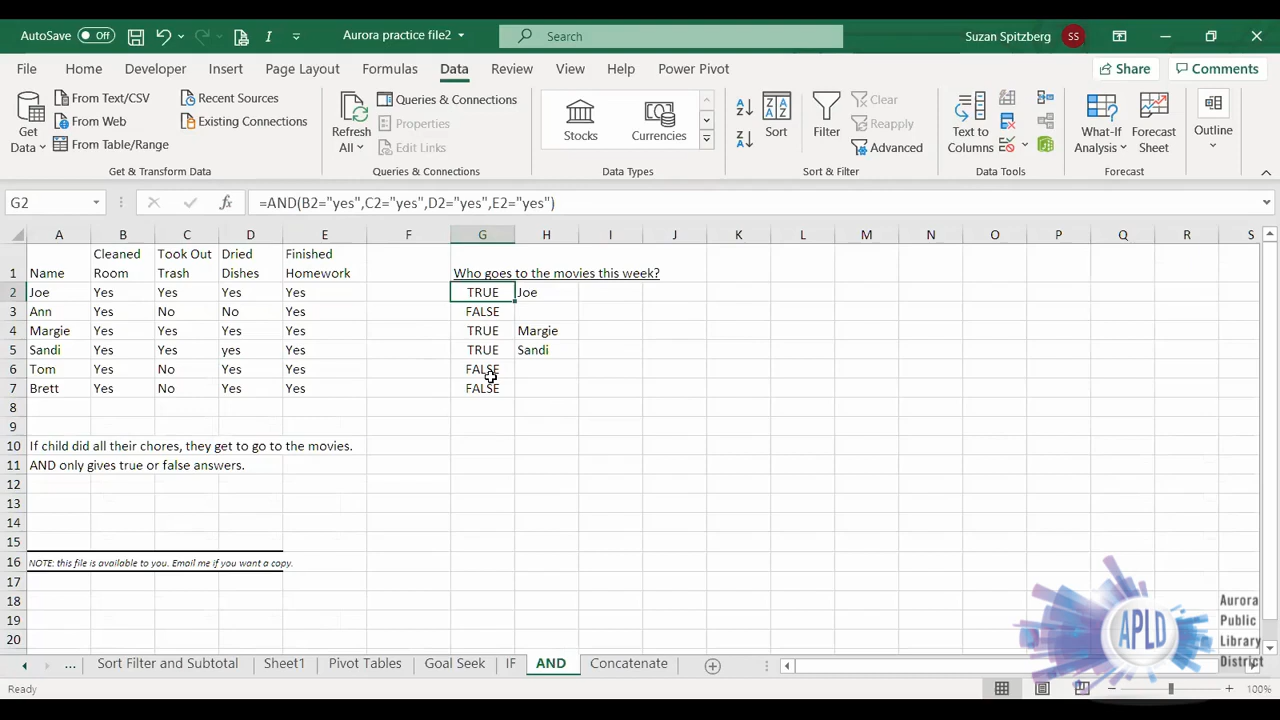 AutoSave Off Aurora practice file2 Search Suzan Spitzberg SS
File Home Developer Insert Page Layout Formulas Data Review View Help Power Pivot Share Comments
Get Data
From Text/CSV
From Web
From Table/Range
Recent Sources
Existing Connections
Get & Transform Data
Refresh All
Queries & Connections
Properties
Edit Links
Queries & Connections
Stocks
Currencies
Data Types
Sort
Filter
Clear
Reapply
Advanced
Sort & Filter
Text to Columns
Data Tools
What-If Analysis
Forecast Sheet
Forecast
Outline
G2 fx =AND(B2="yes",C2="yes",D2="yes",E2="yes")
A B C D E F G H I J K L M N O P Q R S
Cleaned Took Out Dried Finished
1 Name Room Trash Dishes Homework Who goes to the movies this week?
2 Joe Yes Yes Yes Yes TRUE Joe
3 Ann Yes No No Yes FALSE
4 Margie Yes Yes Yes Yes TRUE Margie
5 Sandi Yes Yes yes Yes TRUE Sandi
6 Tom Yes No Yes Yes FALSE
7 Brett Yes No Yes Yes FALSE
8
9
10 If child did all their chores, they get to go to the movies.
11 AND only gives true or false answers.
12
13
14
15
16 NOTE: this file is available to you. Email me if you want a copy.
17
18
19
20
APLD
Aurora
Public
Library
District
... Sort Filter and Subtotal Sheet1 Pivot Tables Goal Seek IF AND Concatenate
Ready 100%